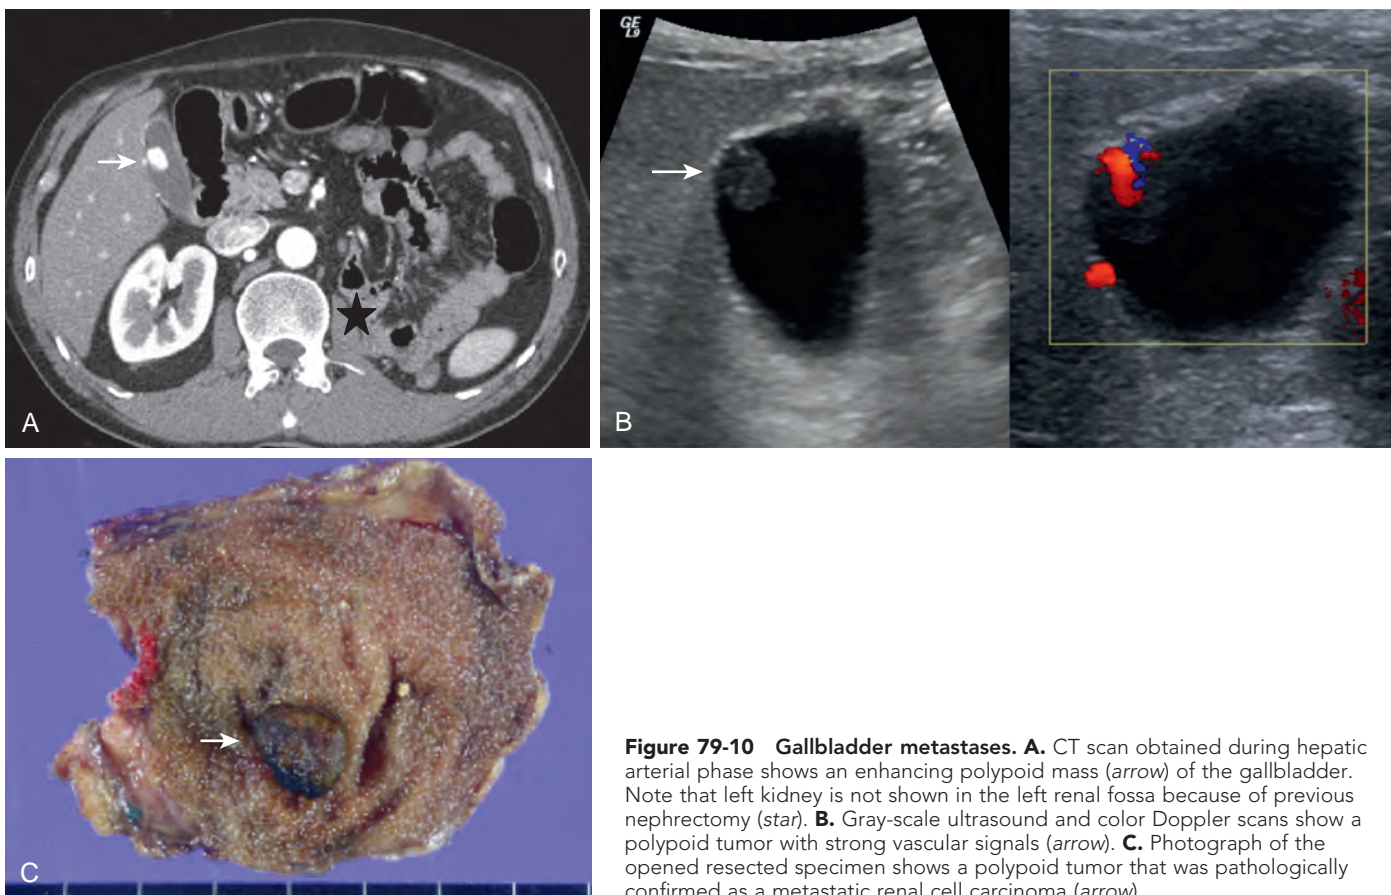 GE
L9
A
B
C
Figure 79-10 Gallbladder metastases. A. CT scan obtained during hepatic
arterial phase shows an enhancing polypoid mass (arrow) of the gallbladder.
Note that left kidney is not shown in the left renal fossa because of previous
nephrectomy (star). B. Gray-scale ultrasound and color Doppler scans show a
polypoid tumor with strong vascular signals (arrow). C. Photograph of the
opened resected specimen shows a polypoid tumor that was pathologically
confirmed as a metastatic renal cell carcinoma (arrow).